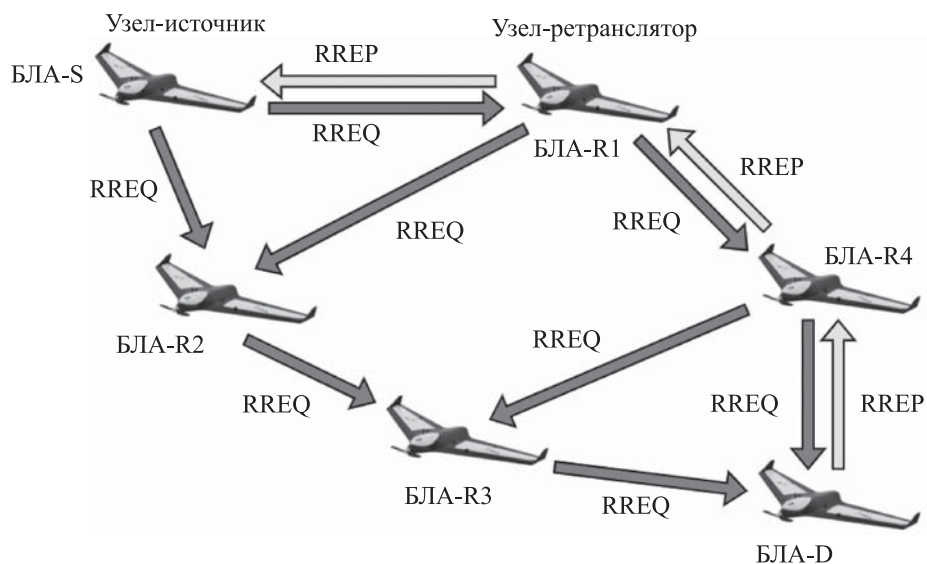 Узел-источник
Узел-ретранслятор
БЛА-S
RREP
RREQ
БЛА-R1
RREP
RREQ
RREQ
RREQ
БЛА-R4
БЛА-R2
RREQ
RREQ
RREQ
RREP
БЛА-R3
RREQ
БЛА-D